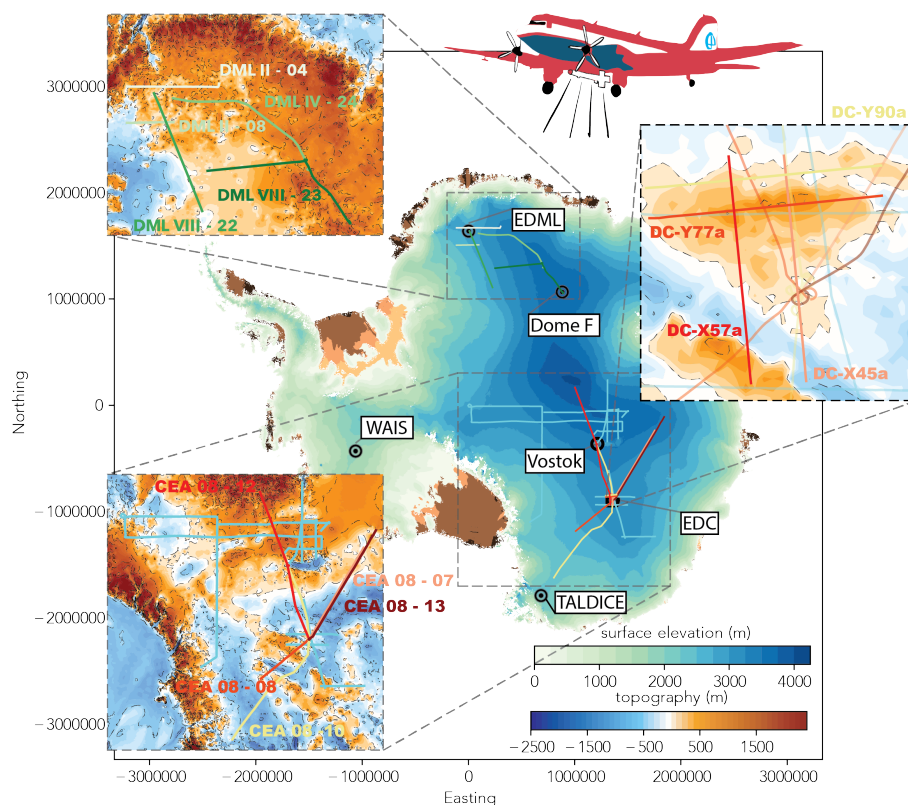 DML II - 04
DML IV - 24
DML II - 08
DML VIII - 23
DML VIII - 22
DC-Y90a
DC-Y77a
DC-X57a
DC-X45a
EDML
Dome F
WAIS
Vostok
EDC
TALDICE
CEA 08 - 12
CEA 08 - 07
CEA 08 - 13
CEA 08 - 08
CEA 08 - 10
3000000
2000000
1000000
0
−1000000
−2000000
−3000000
Northing
surface elevation (m)
0 1000 2000 3000 4000
topography (m)
−2500 −1500 −500 500 1500
−3000000 −2000000 −1000000 0 1000000 2000000 3000000
Easting